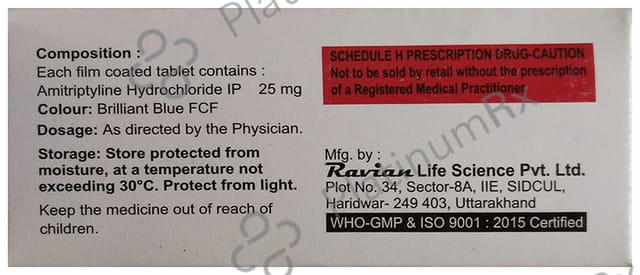 Composition :
Each film coated tablet contains :
Amitriptyline Hydrochloride IP 25 mg
Colour: Brilliant Blue FCF
Dosage: As directed by the Physician.
Storage: Store protected from
moisture, at a temperature not
exceeding 30°C. Protect from light.
Keep the medicine out of reach of
children.
SCHEDULE H PRESCRIPTION DRUG-CAUTION
Not to be sold by retail without the prescription
of a Registered Medical Practitioner
Mfg. by :
Ravian Life Science Pvt. Ltd.
Plot No. 34, Sector-8A, IIE, SIDCUL,
Haridwar- 249 403, Uttarakhand
WHO-GMP & ISO 9001 : 2015 Certified
PlatinumRx